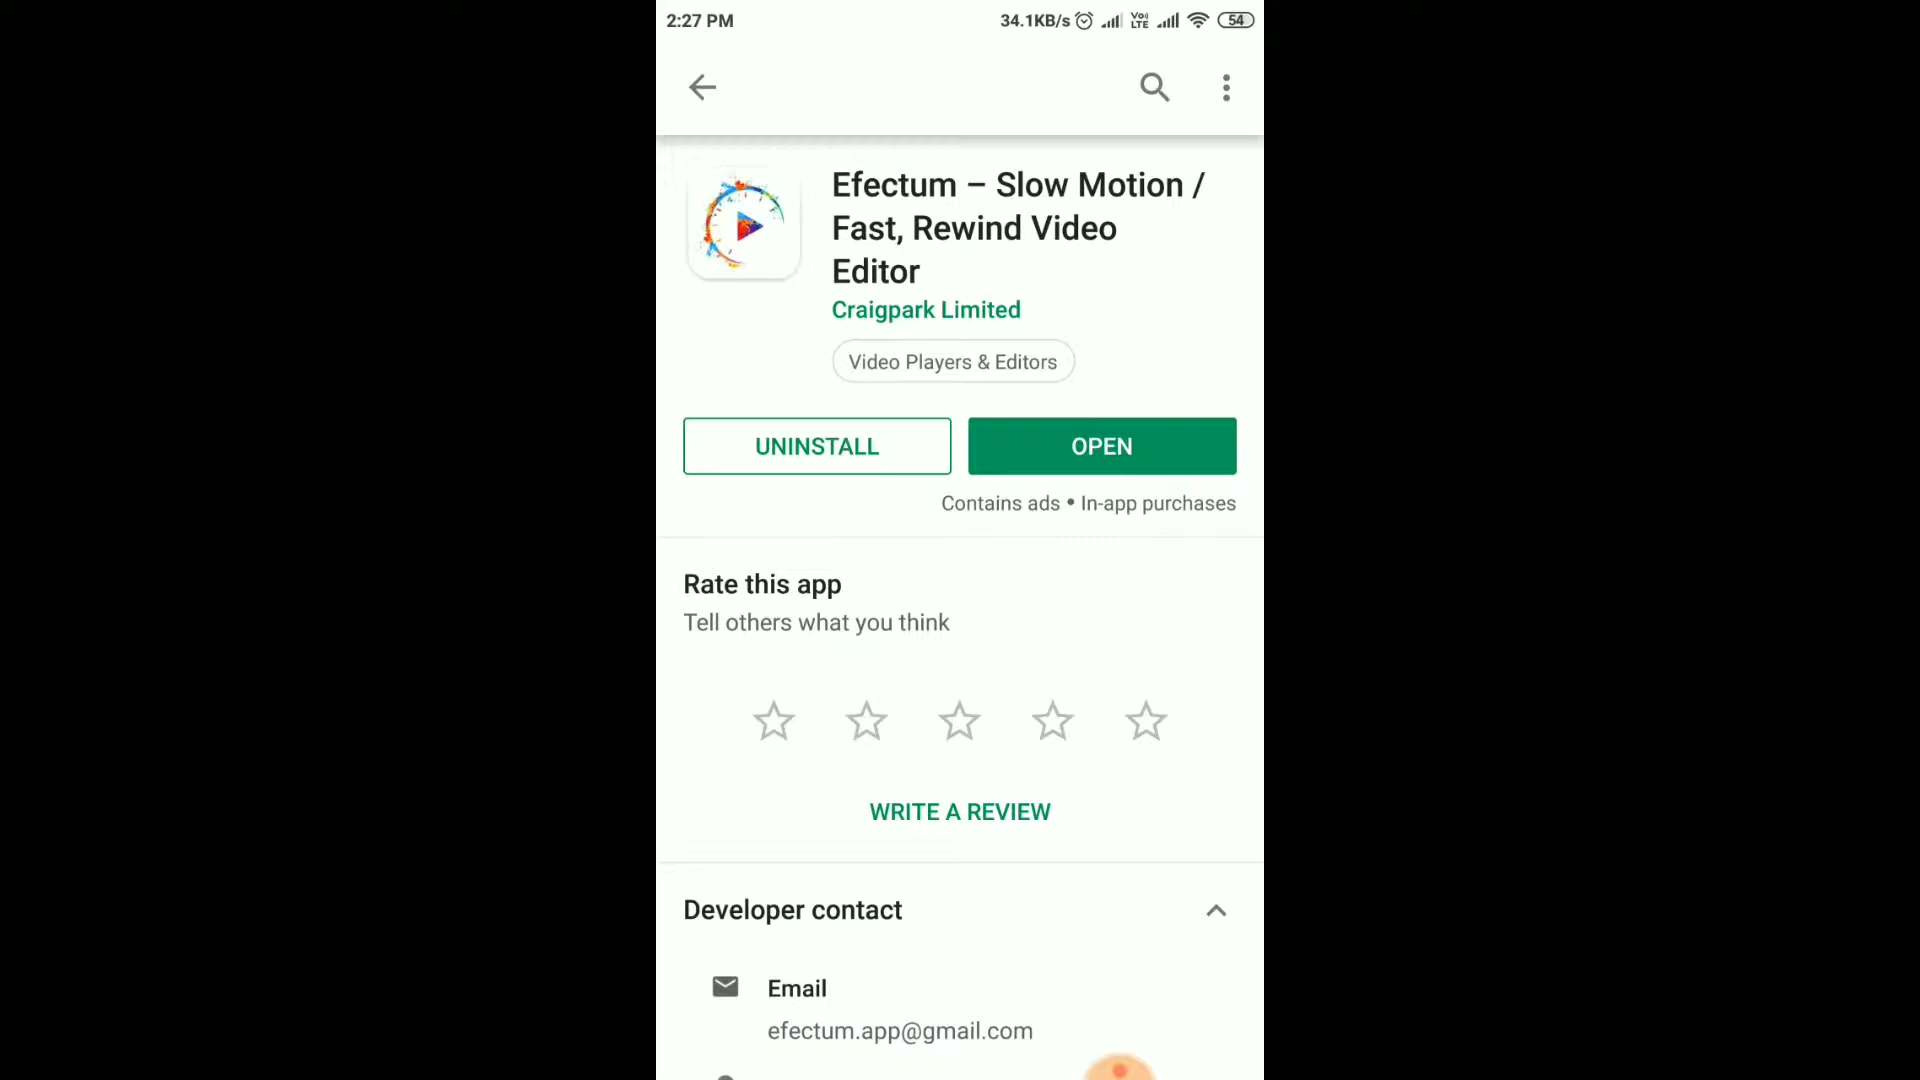 2:27 PM
34.1KB/s
Vo
LTE
54
Efectum – Slow Motion /
Fast, Rewind Video
Editor
Craigpark Limited
Video Players & Editors
UNINSTALL
OPEN
Contains ads • In-app purchases
Rate this app
Tell others what you think
WRITE A REVIEW
Developer contact
Email
efectum.app@gmail.com